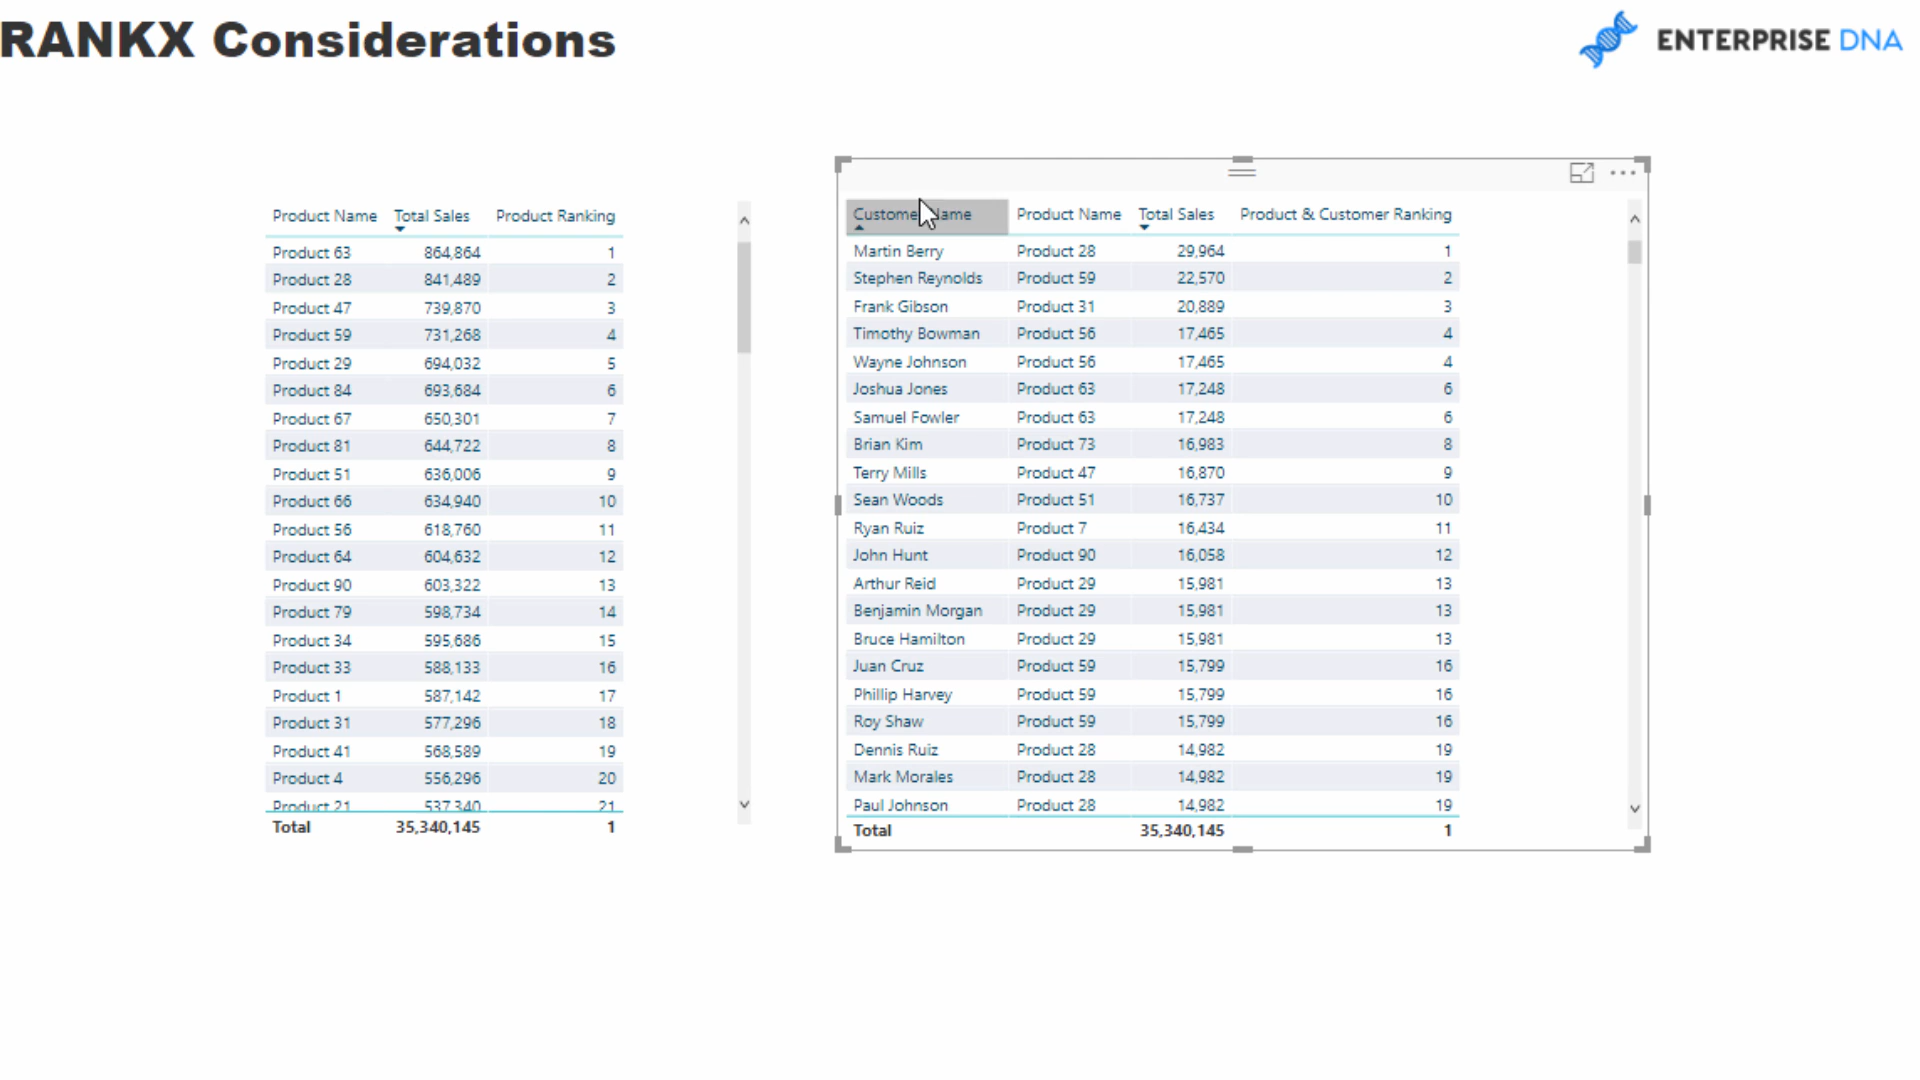 RANKX Considerations
ENTERPRISE DNA
Product Name Total Sales Product Ranking
Product 63 864,864 1
Product 28 841,489 2
Product 47 739,870 3
Product 59 731,268 4
Product 29 694,032 5
Product 84 693,684 6
Product 67 650,301 7
Product 81 644,722 8
Product 51 636,006 9
Product 66 634,940 10
Product 56 618,760 11
Product 64 604,632 12
Product 90 603,322 13
Product 79 598,734 14
Product 34 595,686 15
Product 33 588,133 16
Product 1 587,142 17
Product 31 577,296 18
Product 41 568,589 19
Product 4 556,296 20
Product 21 537,340 21
Total 35,340,145 1
Customer Name Product Name Total Sales Product & Customer Ranking
Martin Berry Product 28 29,964 1
Stephen Reynolds Product 59 22,570 2
Frank Gibson Product 31 20,889 3
Timothy Bowman Product 56 17,465 4
Wayne Johnson Product 56 17,465 4
Joshua Jones Product 63 17,248 6
Samuel Fowler Product 63 17,248 6
Brian Kim Product 73 16,983 8
Terry Mills Product 47 16,870 9
Sean Woods Product 51 16,737 10
Ryan Ruiz Product 7 16,434 11
John Hunt Product 90 16,058 12
Arthur Reid Product 29 15,981 13
Benjamin Morgan Product 29 15,981 13
Bruce Hamilton Product 29 15,981 13
Juan Cruz Product 59 15,799 16
Phillip Harvey Product 59 15,799 16
Roy Shaw Product 59 15,799 16
Dennis Ruiz Product 28 14,982 19
Mark Morales Product 28 14,982 19
Paul Johnson Product 28 14,982 19
Total 35,340,145 1